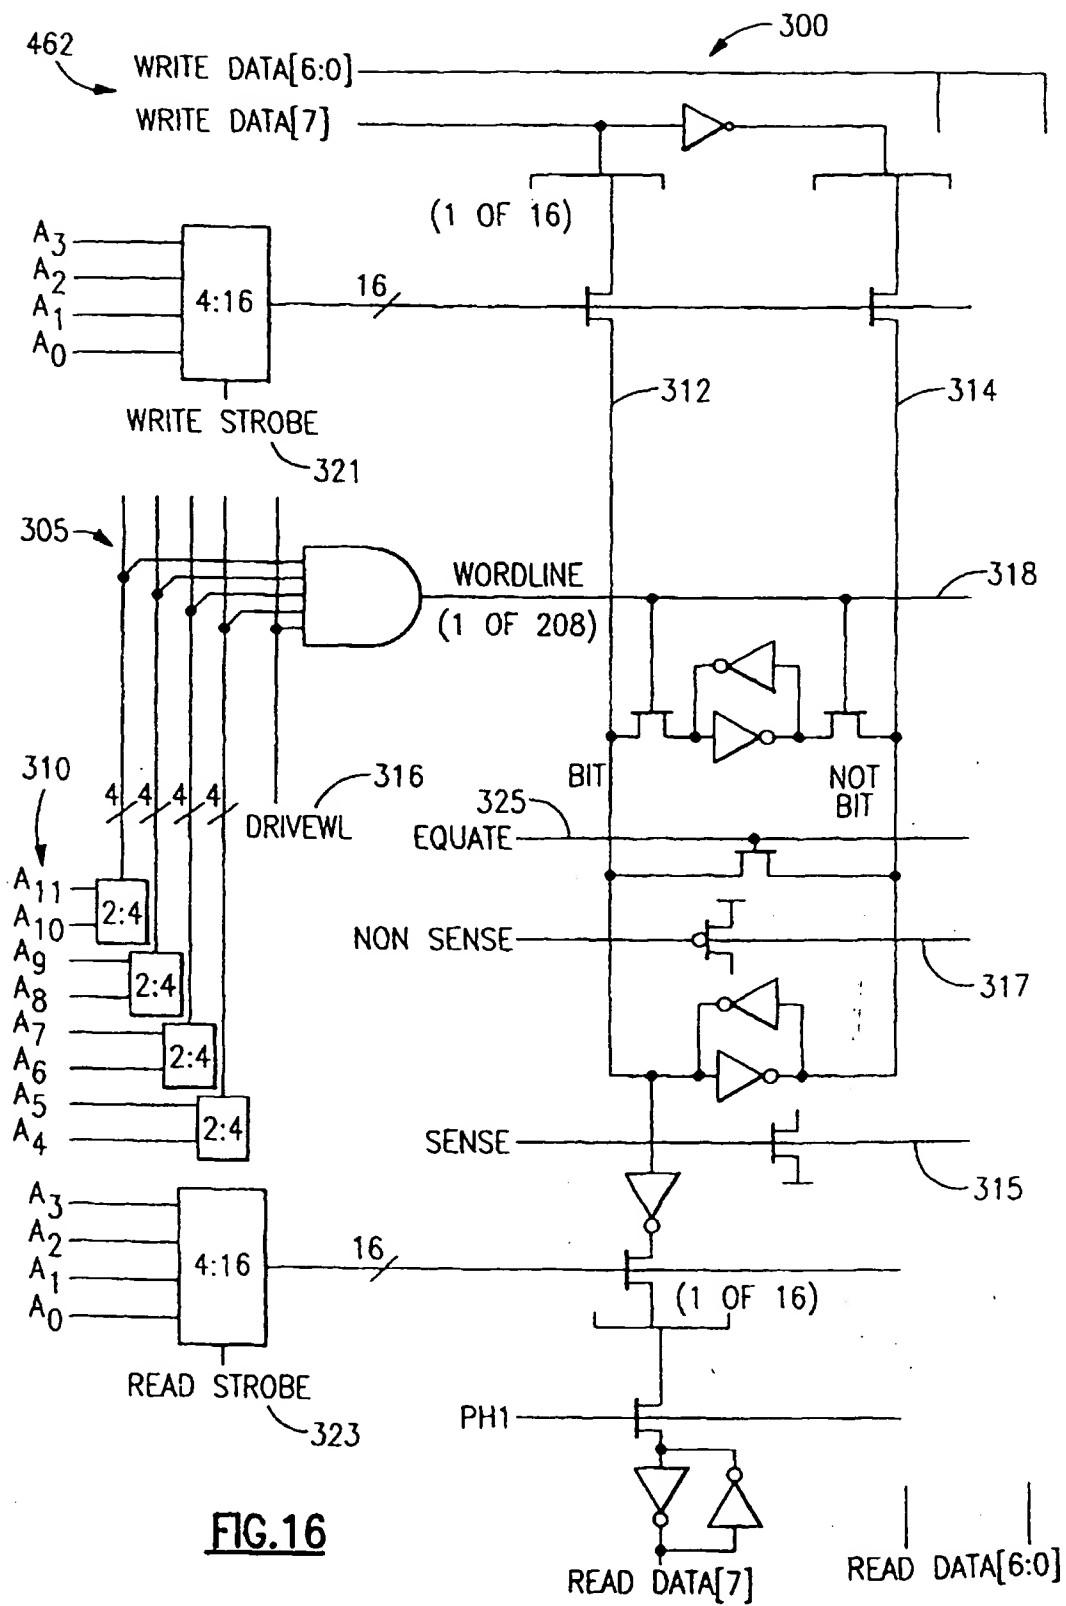 300
462
WRITE DATA[6:0]
WRITE DATA[7]
(1 OF 16)
A3
A2
A1
A0
4:16
16
WRITE STROBE
321
312
314
305
WORDLINE
(1 OF 208)
318
310
4 4 4 4
316
DRIVEWL
BIT
NOT
BIT
325
EQUATE
A11
A10
2:4
NON SENSE
317
A9
A8
2:4
A7
A6
2:4
A5
A4
2:4
SENSE
315
A3
A2
A1
A0
4:16
16
(1 OF 16)
READ STROBE
323
PH1
FIG.16
READ DATA[7]
READ DATA[6:0]